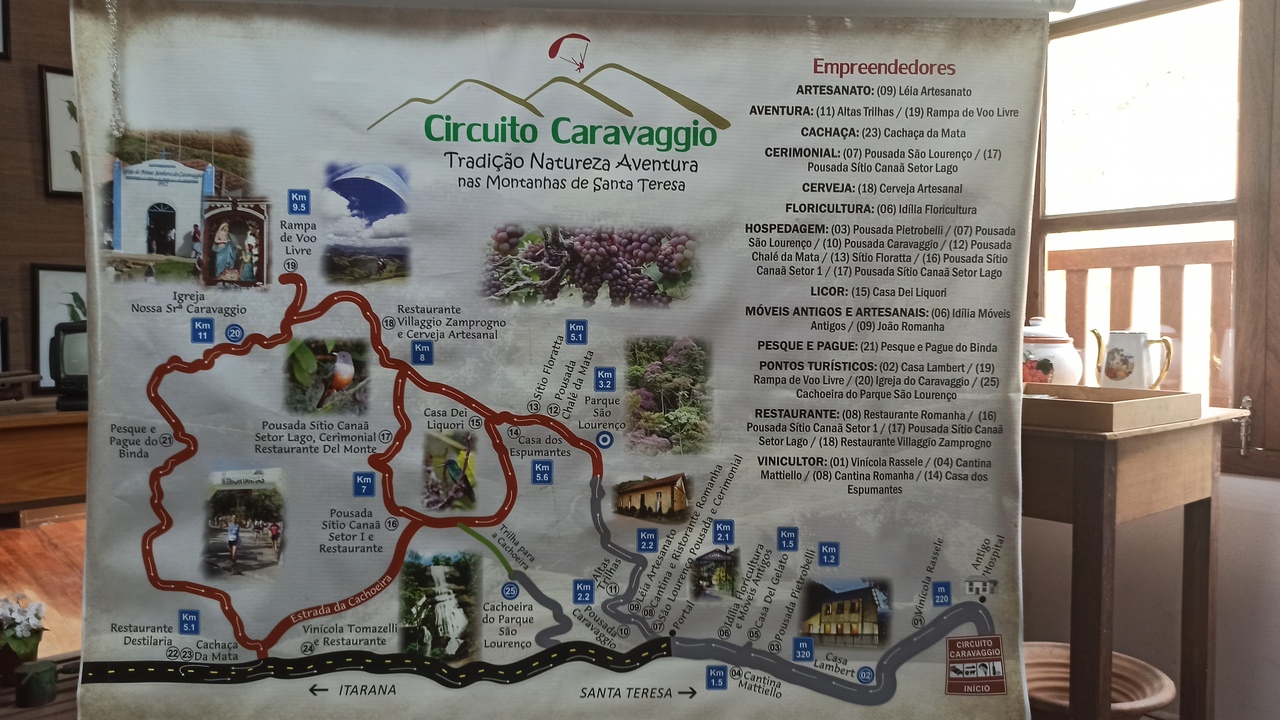 Circuito Caravaggio
Tradição Natureza Aventura
nas Montanhas de Santa Teresa
Empreendedores
ARTESANATO: (09) Léia Artesanato
AVENTURA: (11) Altas Trilhas / (19) Rampa de Voo Livre
CACHAÇA: (23) Cachaça da Mata
CERIMONIAL: (07) Pousada São Lourenço / (17)
Pousada Sítio Canaã Setor Lago
CERVEJA: (18) Cerveja Artesanal
FLORICULTURA: (06) Idília Floricultura
HOSPEDAGEM: (03) Pousada Pietrobelli / (07) Pousada
São Lourenço / (10) Pousada Caravaggio / (12) Pousada
Chalé da Mata / (13) Sítio Floratta / (16) Pousada Sítio
Canaã Setor 1 / (17) Pousada Sítio Canaã Setor Lago
LICOR: (15) Casa Dei Liquori
MÓVEIS ANTIGOS E ARTESANAIS: (06) Idília Móveis
Antigos / (09) João Romanha
PESQUE E PAGUE: (21) Pesque e Pague do Binda
PONTOS TURÍSTICOS: (02) Casa Lambert / (19)
Rampa de Voo Livre / (20) Igreja do Caravaggio / (25)
Cachoeira do Parque São Lourenço
RESTAURANTE: (08) Restaurante Romanha / (16)
Pousada Sítio Canaã Setor 1 / (17) Pousada Sítio Canaã
Setor Lago / (18) Restaurante Villaggio Zamprogno
VINICULTOR: (01) Vinícola Rassele / (04) Cantina
Mattiello / (08) Cantina Romanha / (14) Casa dos
Espumantes
Km
9.5
Rampa
de Voo
Livre
19
Igreja
Nossa Srª Caravaggio
Km
11
20
18
Restaurante
Villaggio Zamprogno
e Cerveja Artesanal
Km
8
13 Sítio Floratta
12 Pousada
Chalé da Mata
Km
5.1
Km
3.2
Parque
São
Lourenço
Casa Dei
Liquori 15
14
Casa dos
Espumantes
Km
5.6
Pousada Sítio Canaã
Setor Lago, Cerimonial 17
Restaurante Del Monte
Km
7
Pesque e
Pague do 21
Binda
Pousada
Sítio Canaã 16
Setor I e
Restaurante
Estrada da Cachoeira
Trilha para
a Cachoeira
25
Cachoeira
do Parque
São
Lourenço
Km
5.1
Restaurante
Destilaria
22 23 Cachaça
Da Mata
Vinícola Tomazelli
24 e Restaurante
Km
2.2
Altas
Trilhas
11
Pousada
Caravaggio 10
Km
2.2
09 Léia Artesanato
08 Cantina e Ristorante Romanha
07 São Lourenço Pousada e Cerimonial
Portal
Km
2.1
06 Idília Floricultura
e Móveis Antigos
Km
1.5
05 Casa Del Gelato
Km
1.2
03 Pousada Pietrobelli
Km
1.5
04 Cantina
Mattiello
m
320
Casa
Lambert 02
01 Vinícola Rassele
m
220
Antigo
Hospital
CIRCUITO
CARAVAGGIO
INÍCIO
← ITARANA
SANTA TERESA →